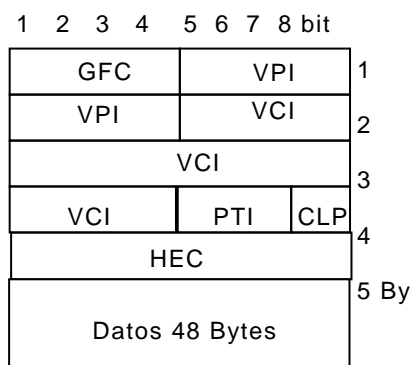 1 2 3 4 5 6 7 8 bit
GFC VPI 1
VPI VCI 2
VCI 3
VCI PTI CLP 4
HEC 5 By
Datos 48 Bytes